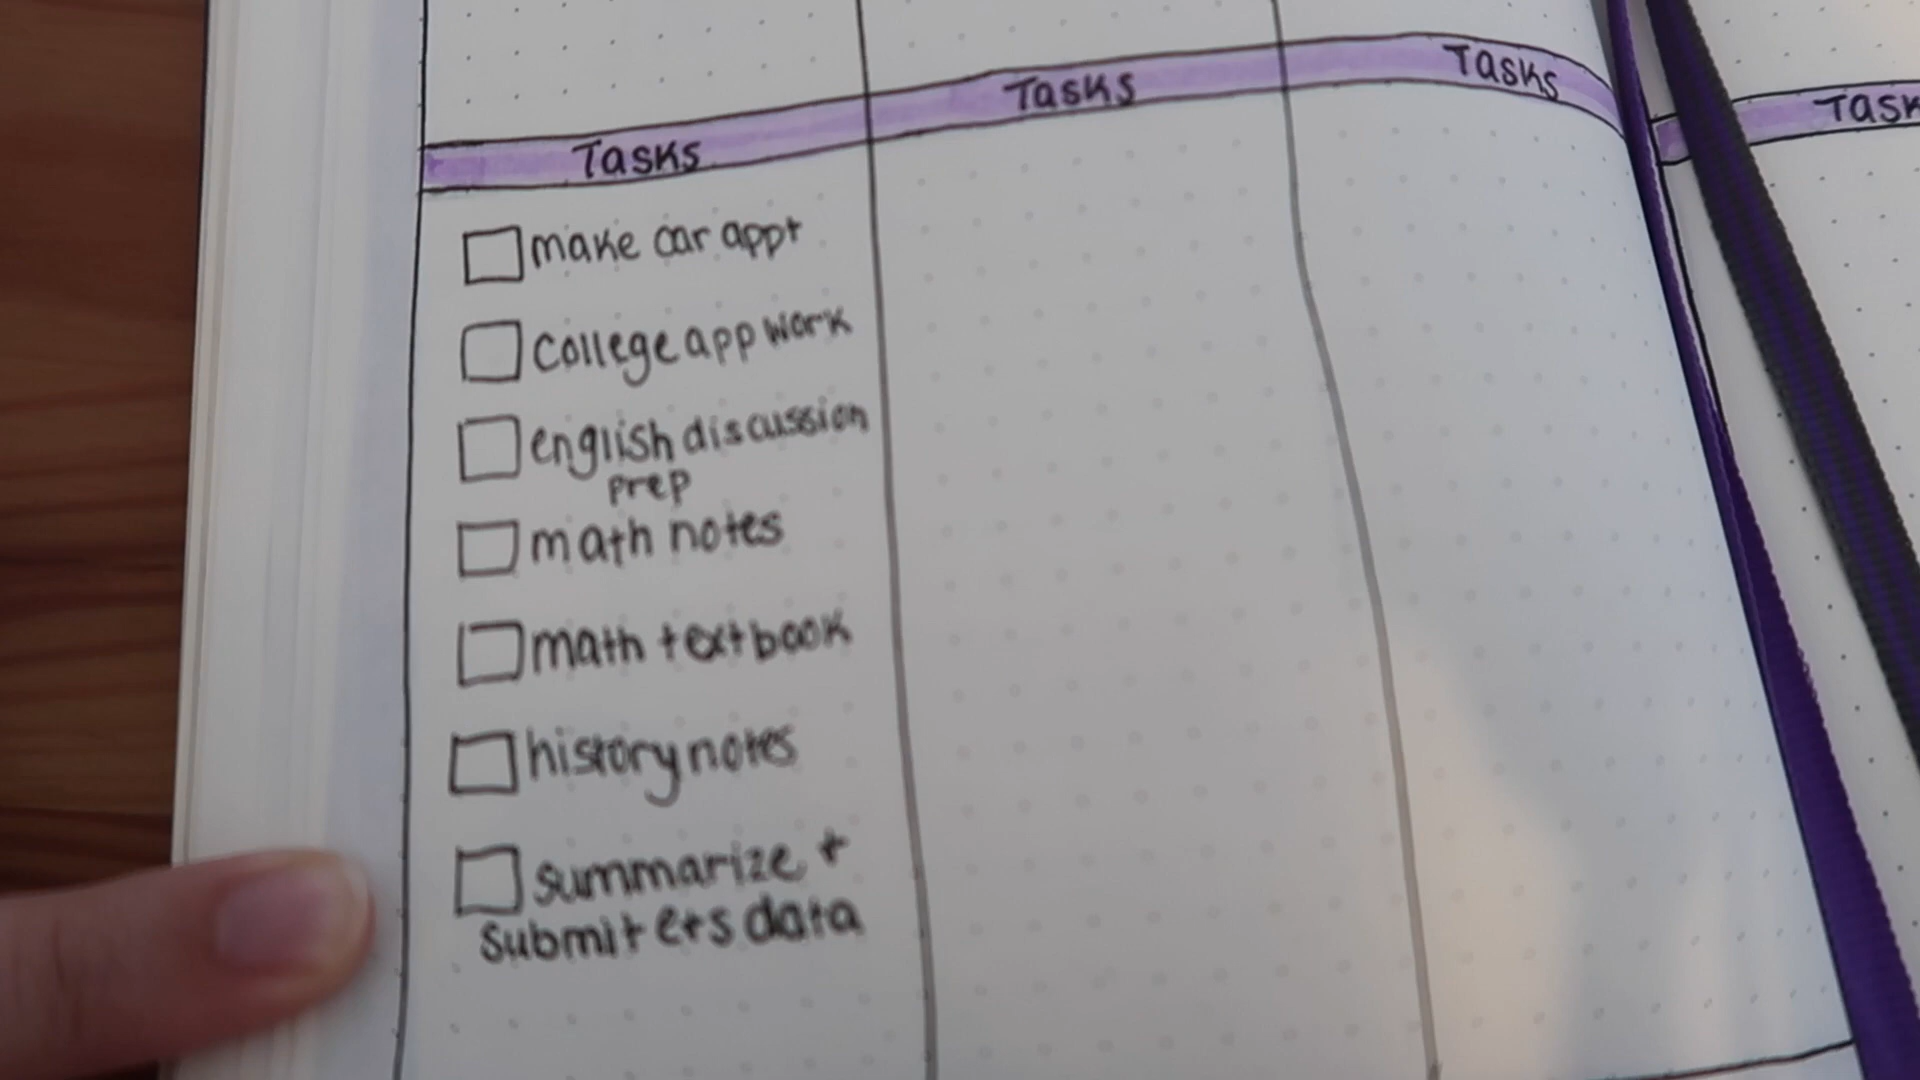 Tasks
Tasks
Tasks
Task
make car appt
college app work
english discussion
prep
math notes
math textbook
history notes
summarize +
submit ets data